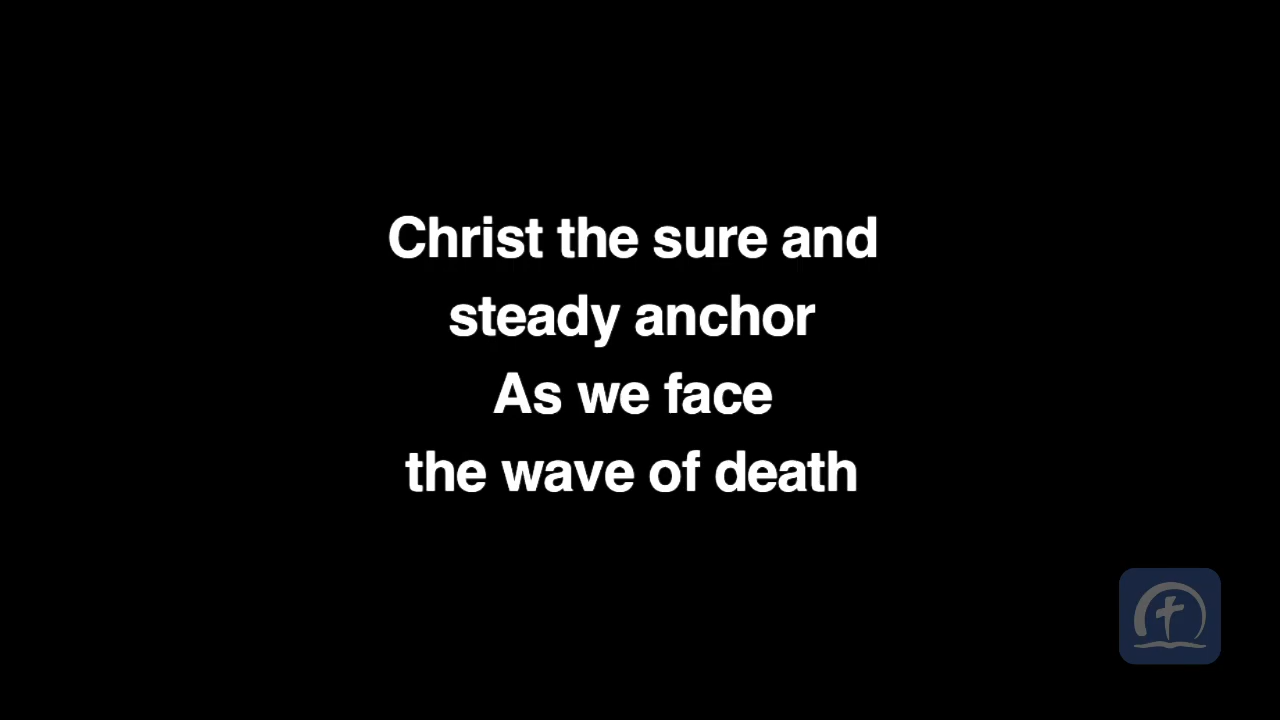 Christ the sure and
steady anchor
As we face
the wave of death